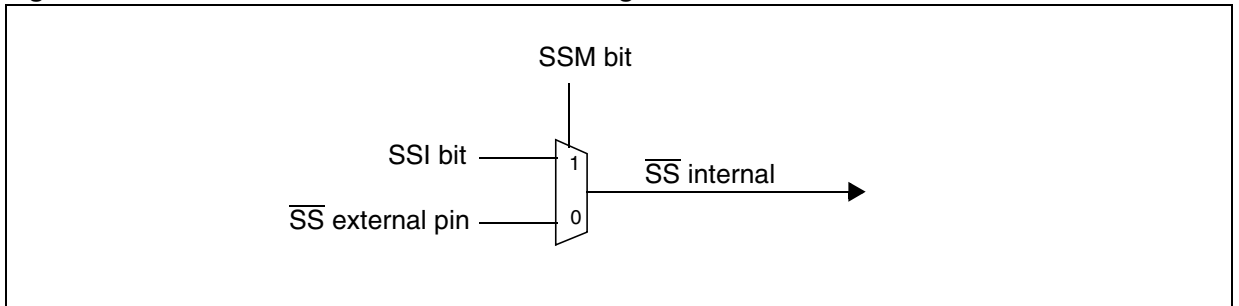 SSM bit
SSI bit
1
SS internal
SS external pin
0